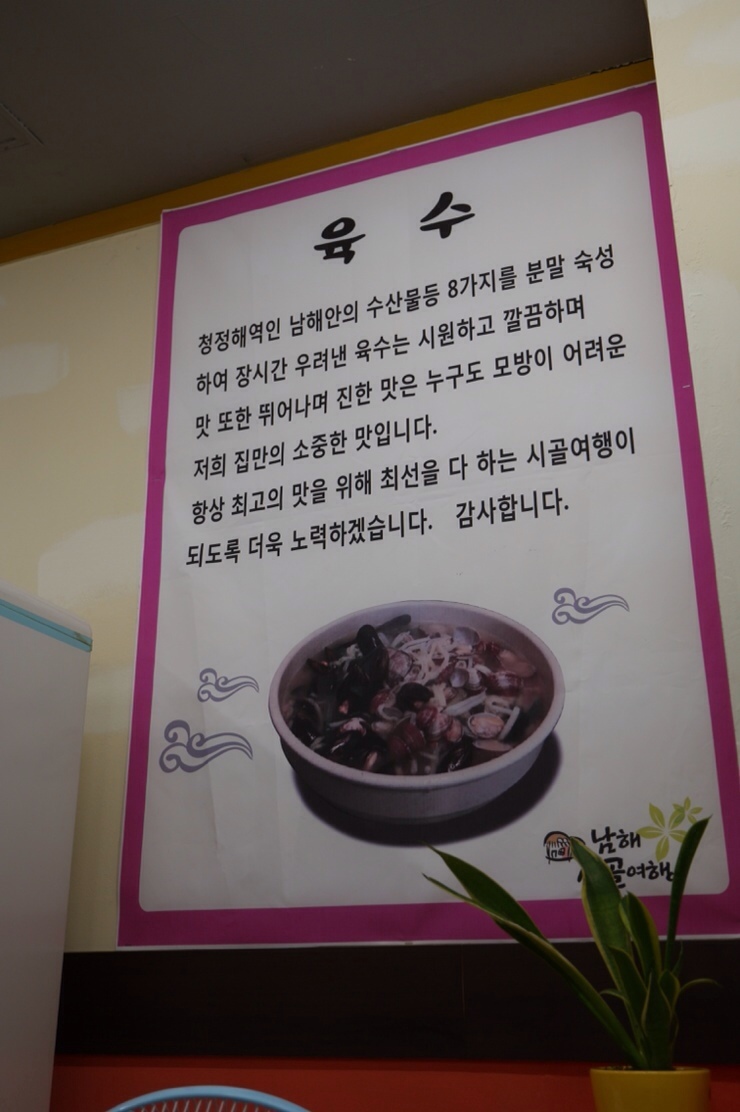 육 수
청정해역인 남해안의 수산물등 8가지를 분말 숙성
하여 장시간 우려낸 육수는 시원하고 깔끔하며
맛 또한 뛰어나며 진한 맛은 누구도 모방이 어려운
저희 집만의 소중한 맛입니다.
항상 최고의 맛을 위해 최선을 다 하는 시골여행이
되도록 더욱 노력하겠습니다. 감사합니다.
남해
시골여행